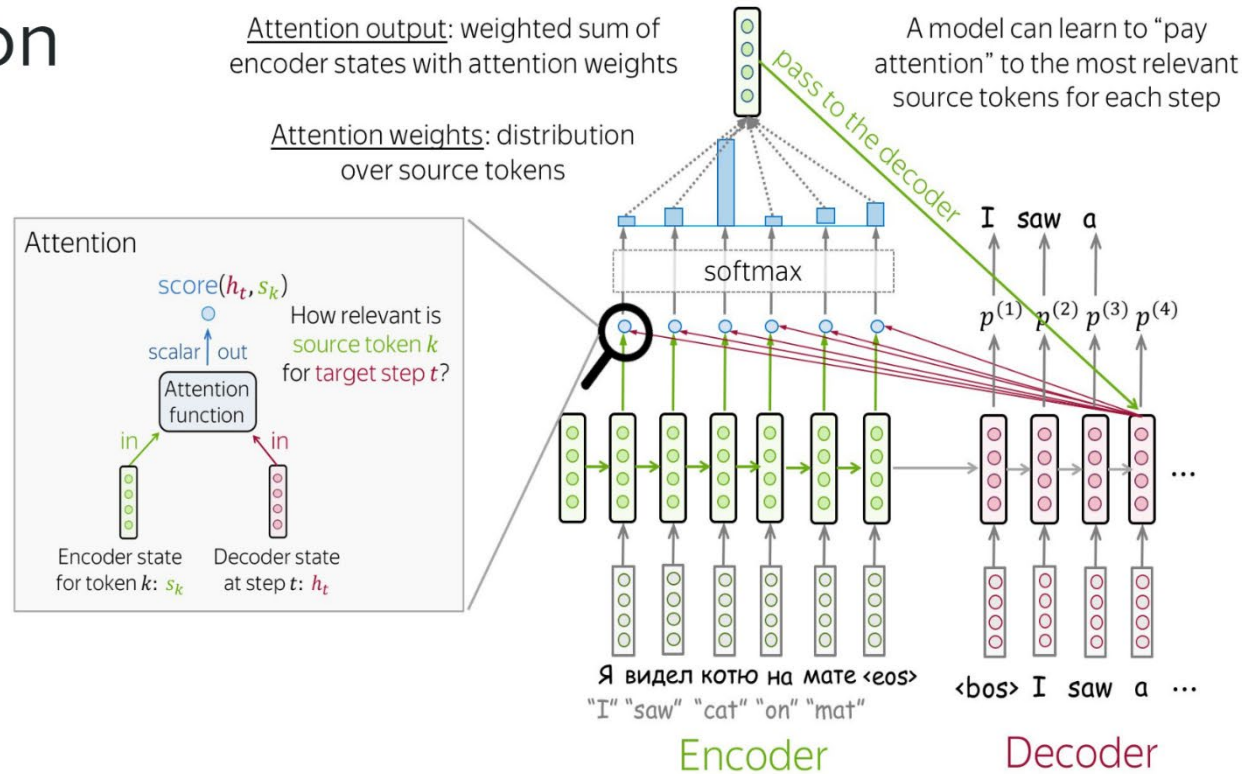 on
Attention output: weighted sum of
encoder states with attention weights
A model can learn to “pay
attention” to the most relevant
source tokens for each step
Attention weights: distribution
over source tokens
pass to the decoder
Attention
score(h_t, s_k)
How relevant is
source token k
for target step t?
scalar out
Attention
function
in in
Encoder state
for token k: s_k
Decoder state
at step t: h_t
softmax
I saw a
p^(1) p^(2) p^(3) p^(4)
...
Я видел котю на мате <eos>
"I" "saw" "cat" "on" "mat"
<bos> I saw a ...
Encoder
Decoder